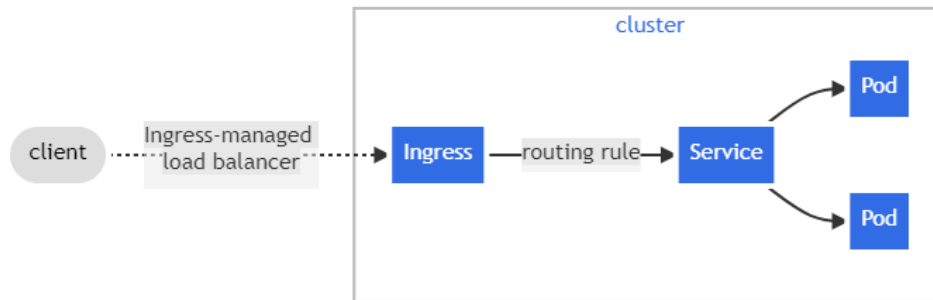 cluster
Pod
client
Ingress-managed
load balancer
Ingress
routing rule
Service
Pod